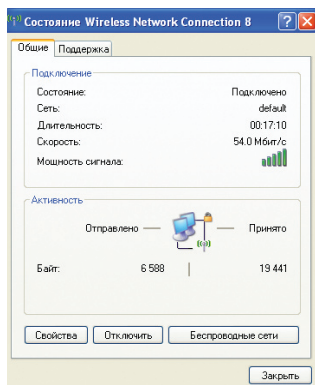 Состояние Wireless Network Connection 8
Общие Поддержка
Подключение
Состояние: Подключено
Сеть: default
Длительность: 00:17:10
Скорость: 54.0 Мбит/с
Мощность сигнала:
Активность
Отправлено — — Принято
Байт: 6 588 19 441
Свойства Отключить Беспроводные сети
Закрыть